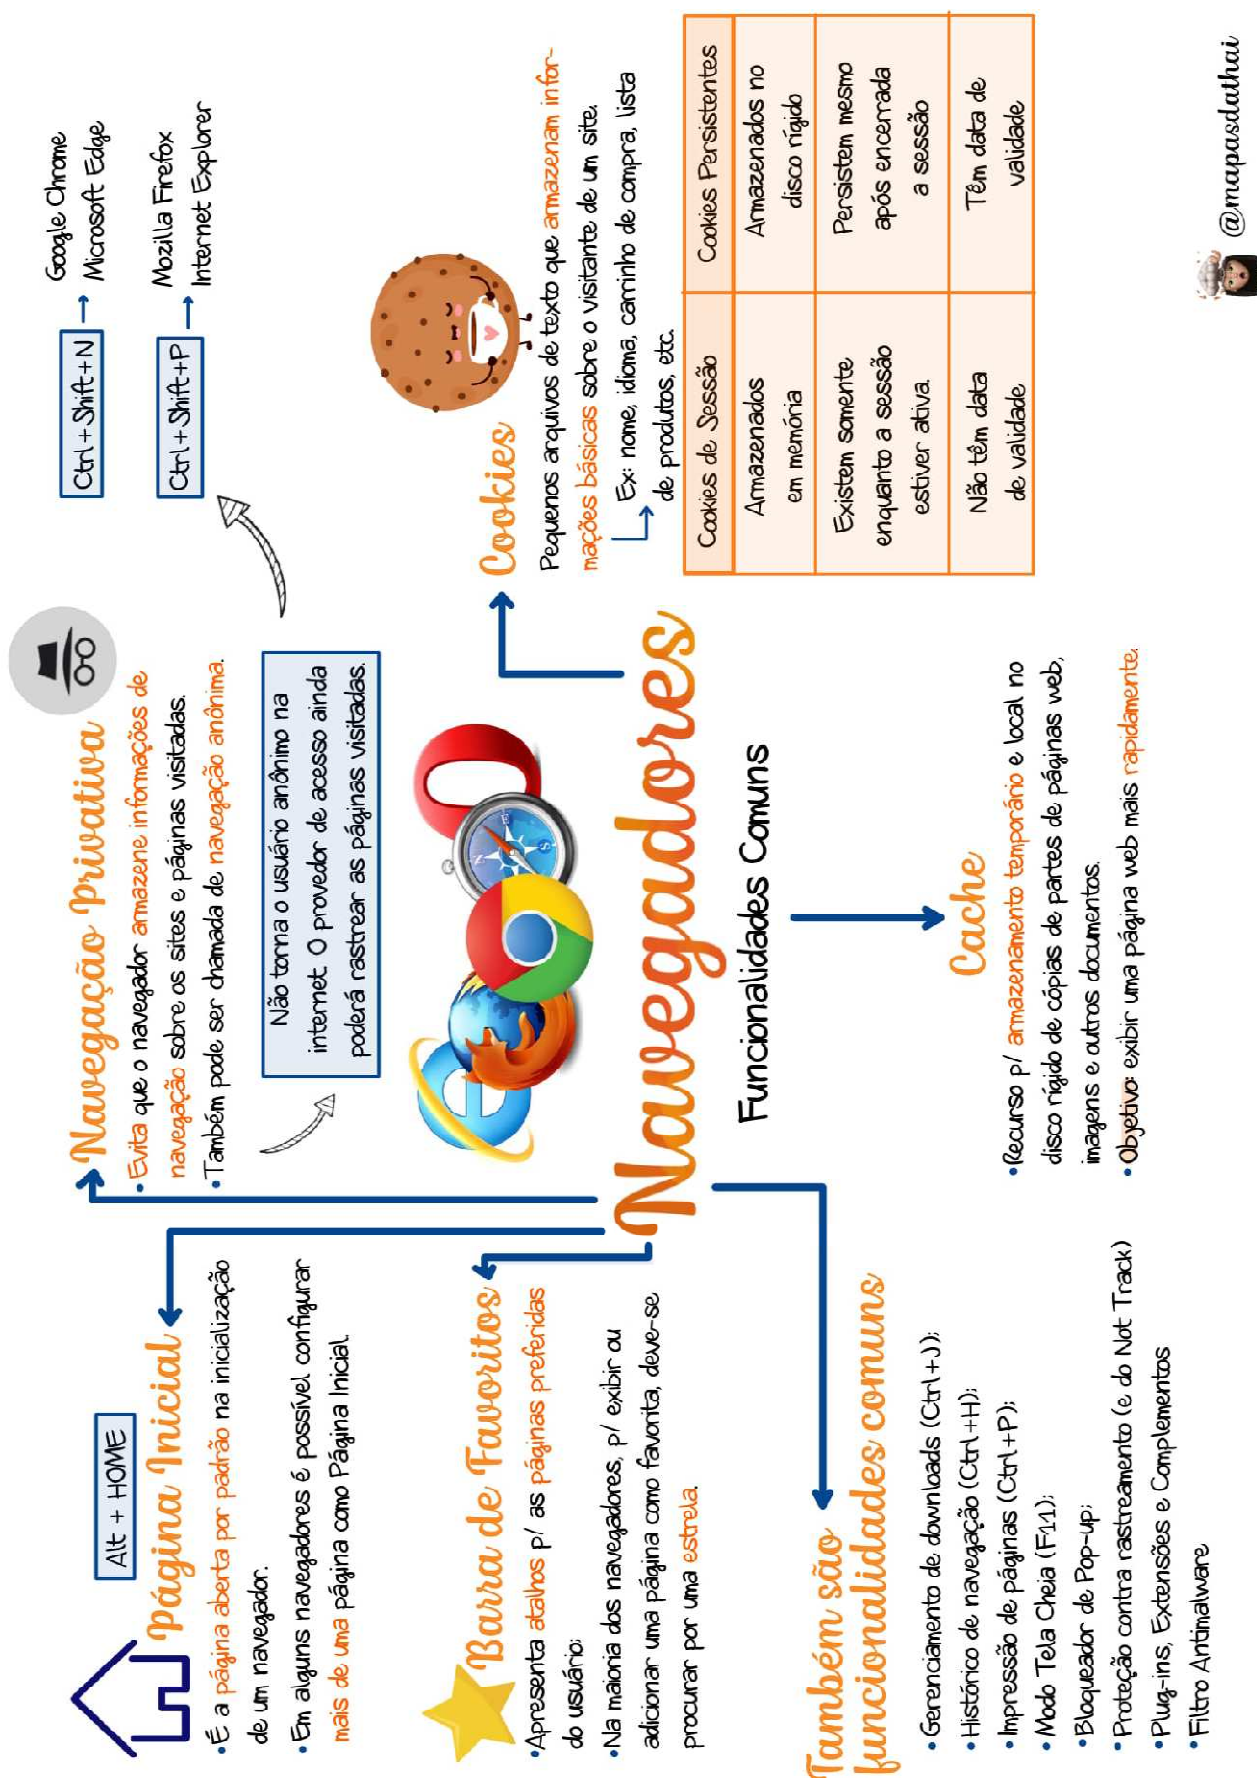 Alt + HOME
Página Inicial
•É a página aberta por padrão na inicialização
de um navegador.
•Em alguns navegadores é possível configurar
mais de uma página como Página Inicial.
Navegação Privativa
•Evita que o navegador armazene informações de
navegação sobre os sites e páginas visitadas.
•Também pode ser chamada de navegação anônima.
Não torna o usuário anônimo na
internet. O provedor de acesso ainda
poderá rastrear as páginas visitadas.
Ctrl+Shift+N
Google Chrome
Microsoft Edge
Ctrl+Shift+P
Mozilla Firefox
Internet Explorer
Barra de Favoritos
•Apresenta atalhos p/ as páginas preferidas
do usuário;
•Na maioria dos navegadores, p/ exibir ou
adicionar uma página como favorita, deve-se
procurar por uma estrela.
Navegadores
Funcionalidades Comuns
Cookies
Pequenos arquivos de texto que armazenam infor-
mações básicas sobre o visitante de um site.
Ex: nome, idioma, carrinho de compra, lista
de produtos, etc.
Cookies de Sessão
Cookies Persistentes
Armazenados
em memória
Armazenados no
disco rígido
Existem somente
enquanto a sessão
estiver ativa
Persistem mesmo
após encerrada
a sessão
Não têm data
de validade
Têm data de
validade
Também são
funcionalidades comuns
•Gerenciamento de downloads (Ctrl+J);
•Histórico de navegação (Ctrl+H);
•Impressão de páginas (Ctrl+P);
•Modo Tela Cheia (F11);
•Bloqueador de Pop-up;
•Proteção contra rastreamento (e do Not Track)
•Plug-ins, Extensões e Complementos
•Filtro Antimalware
Cache
•Recurso p/ armazenamento temporário e local no
disco rígido de cópias de partes de páginas web,
imagens e outros documentos.
•Objetivo: exibir uma página web mais rapidamente.
@mapasdathai